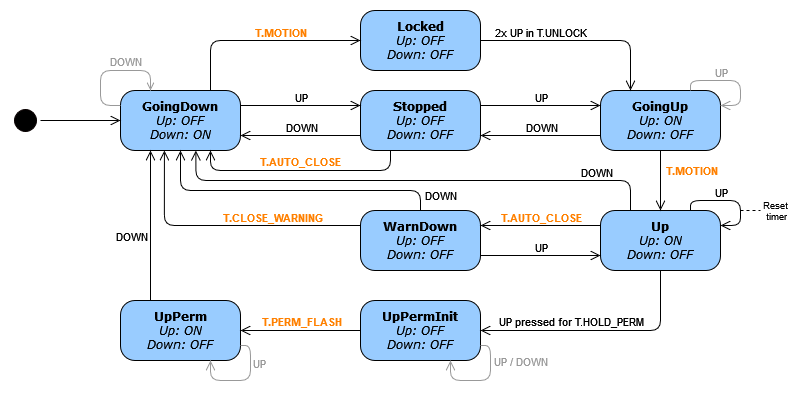 Locked
Up: OFF
Down: OFF
T.MOTION
2x UP in T.UNLOCK
DOWN
GoingDown
Up: OFF
Down: ON
UP
DOWN
Stopped
Up: OFF
Down: OFF
UP
DOWN
GoingUp
Up: ON
Down: OFF
UP
T.AUTO_CLOSE
T.MOTION
DOWN
DOWN
UP
Reset
timer
T.CLOSE_WARNING
WarnDown
Up: OFF
Down: OFF
T.AUTO_CLOSE
UP
Up
Up: ON
Down: OFF
DOWN
UpPerm
Up: ON
Down: OFF
T.PERM_FLASH
UpPermInit
Up: OFF
Down: OFF
UP pressed for T.HOLD_PERM
UP
UP / DOWN